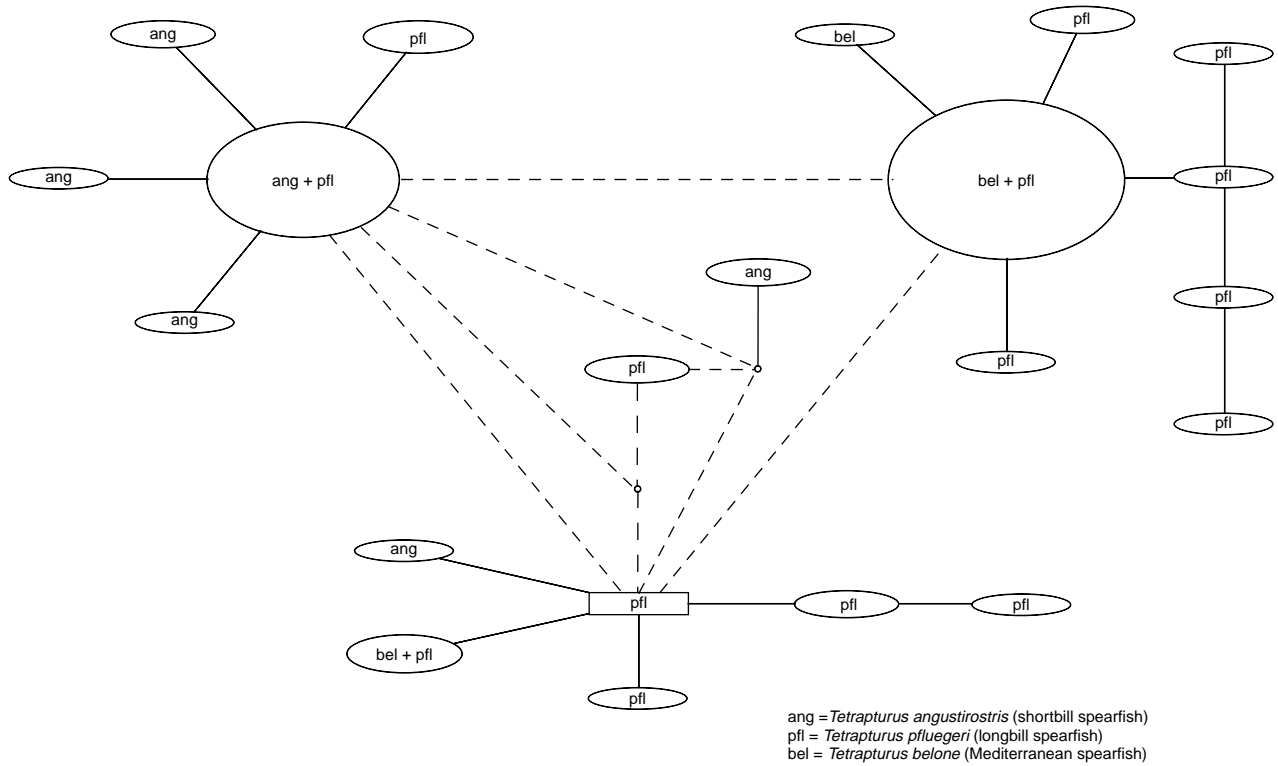 ang
pfl
bel
pfl
pfl
ang
ang + pfl
bel + pfl
pfl
ang
ang
pfl
pfl
pfl
pfl
ang
pfl
pfl
pfl
bel + pfl
pfl
ang =Tetrapturus angustirostris (shortbill spearfish)
pfl = Tetrapturus pfluegeri (longbill spearfish)
bel = Tetrapturus belone (Mediterranean spearfish)